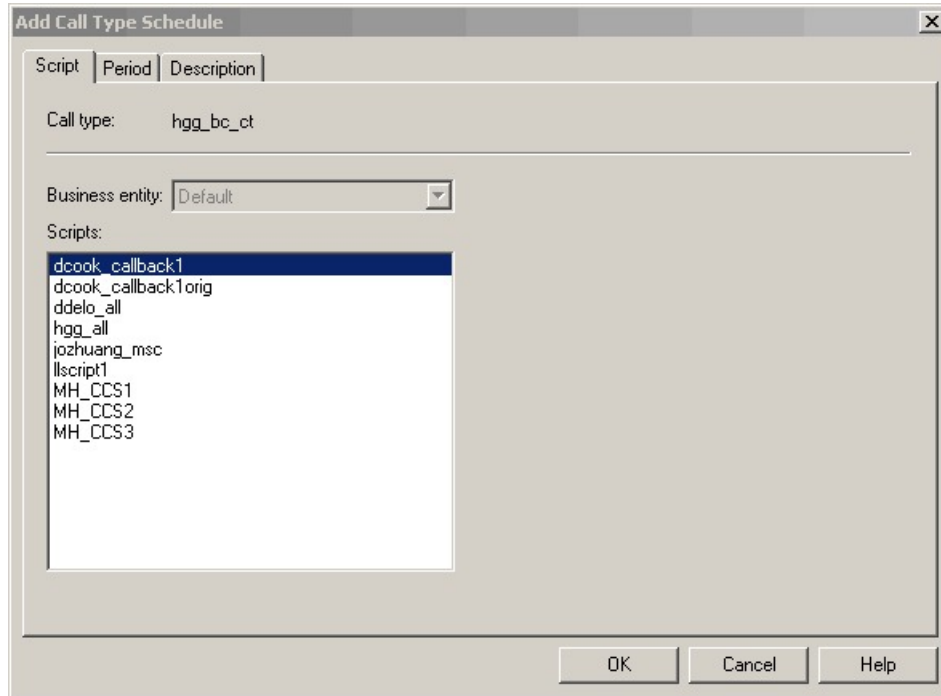 Add Call Type Schedule
Script Period Description
Call type: hgg_bc_ct
Business entity: Default
Scripts:
dcook_callback1
dcook_callback1orig
ddelo_all
hgg_all
jozhuang_msc
llscript1
MH_CCS1
MH_CCS2
MH_CCS3
OK Cancel Help